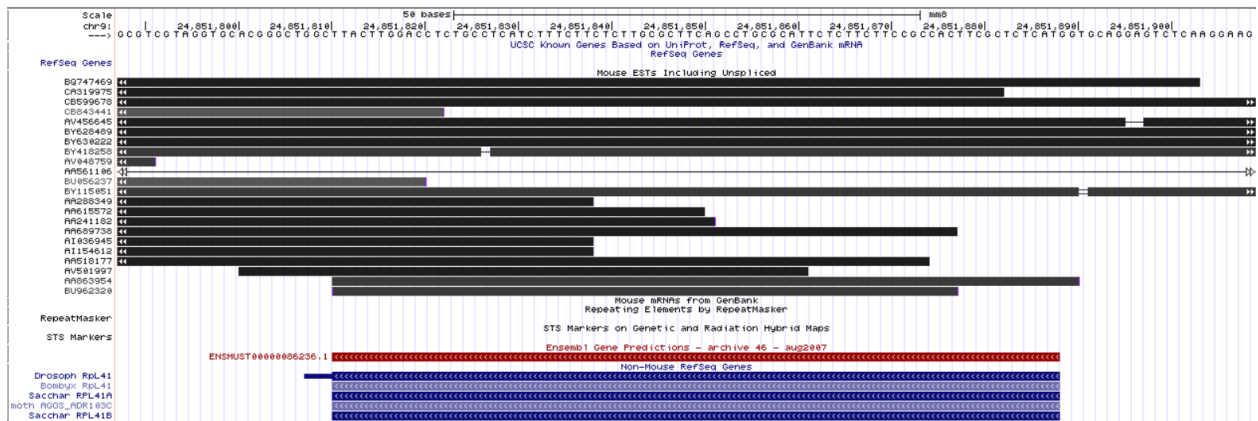 Scale 50 bases mm8
chr9: 24,851,800 24,851,810 24,851,820 24,851,830 24,851,840 24,851,850 24,851,860 24,851,870 24,851,880 24,851,890 24,851,900
--->
UCSC Known Genes Based on UniProt, RefSeq, and GenBank mRNA
RefSeq Genes
RefSeq Genes
Mouse ESTs Including Unspliced
BQ747469
CA319975
CB599678
CB843441
AV456645
BY628489
BY630222
BY418258
AV048759
AA561106
BU056237
BY115051
AA288349
AA615572
AA241182
AA689738
AI036945
AI154612
AA518177
AV501997
AA863954
BU962320
Mouse mRNAs from GenBank
Repeating Elements by RepeatMasker
RepeatMasker
STS Markers on Genetic and Radiation Hybrid Maps
STS Markers
Ensembl Gene Predictions - archive 46 - aug2007
ENSMUST00000086236.1
Non-Mouse RefSeq Genes
Drosoph RpL41
Bombyx RpL41
Sacchar RPL41A
moth AGOS_ADR103C
Sacchar RPL41B